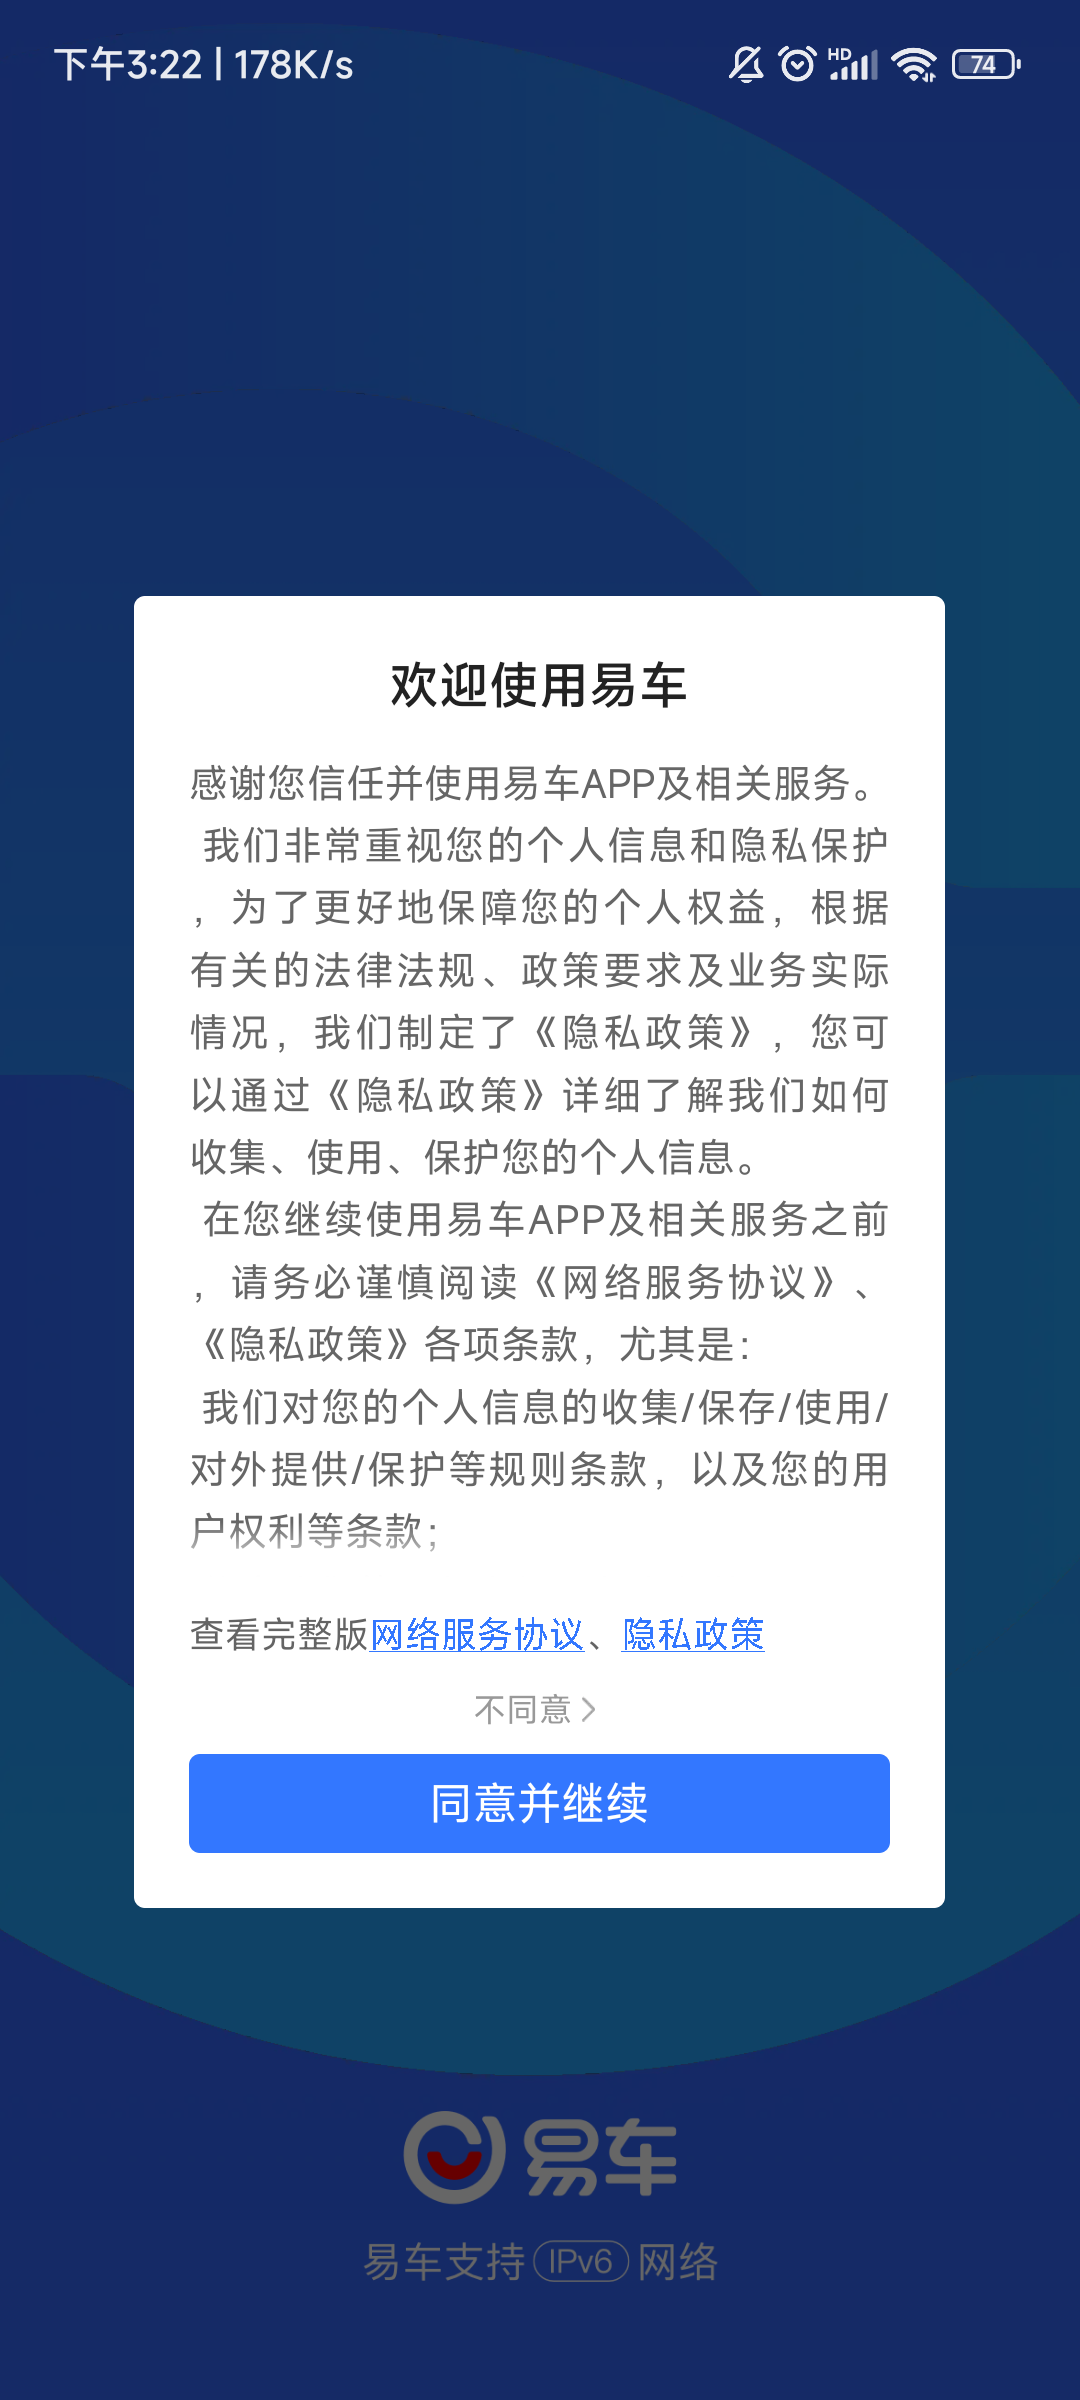 下午3:22 | 178K/s
HD
74
欢迎使用易车
感谢您信任并使用易车APP及相关服务。
我们非常重视您的个人信息和隐私保护
，为了更好地保障您的个人权益，根据
有关的法律法规、政策要求及业务实际
情况，我们制定了《隐私政策》，您可
以通过《隐私政策》详细了解我们如何
收集、使用、保护您的个人信息。
在您继续使用易车APP及相关服务之前
，请务必谨慎阅读《网络服务协议》、
《隐私政策》各项条款，尤其是：
我们对您的个人信息的收集/保存/使用/
对外提供/保护等规则条款，以及您的用
户权利等条款；
查看完整版网络服务协议、隐私政策
不同意
同意并继续
易车
易车支持 IPv6 网络